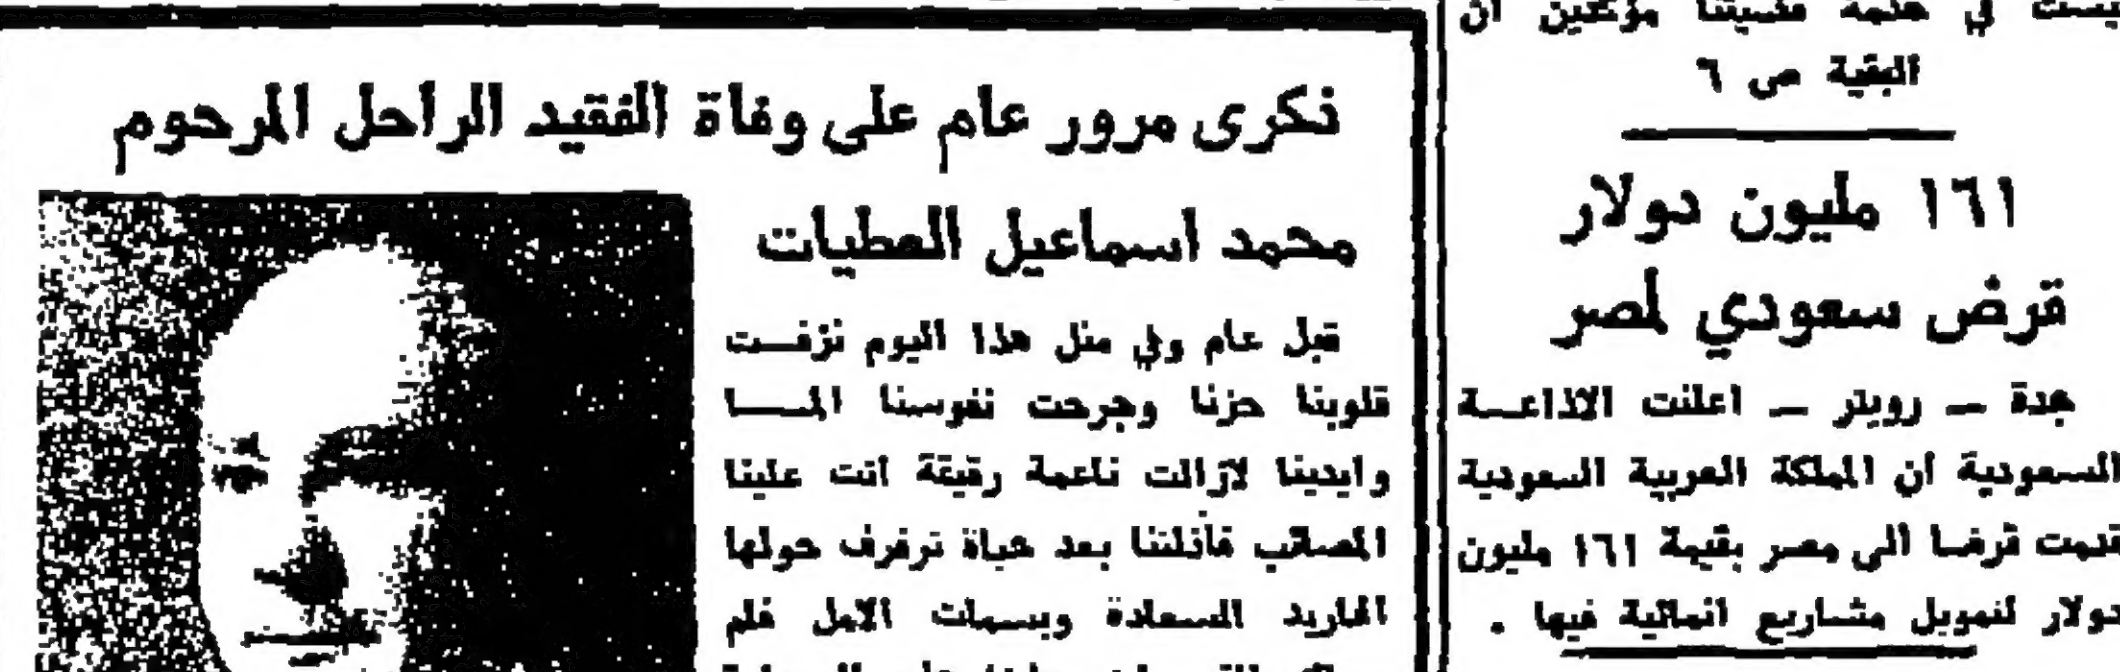 البقية ص ٦
١٦١ مليون دولار
قرض سعودي لمصر
جدة — رويتر — اعلنت الاذاعة
السعودية ان المملكة العربية السعودية
قدمت قرضا الى مصر بقيمة ١٦١ مليون
دولار لتمويل مشاريع انمائية فيها .
ذكرى مرور عام على وفاة الفقيد الراحل المرحوم
محمد اسماعيل العطيات
قبل عام وفي مثل هذا اليوم نزفت
قلوبنا حزنا وجرحت نفوسنا الما
وايدينا لازالت ناعمة رقيقة اتت علينا
المصائب فأذلتنا بعد حياة ترفرف حولها
اغاريد السعادة وبسمات الامل فلم